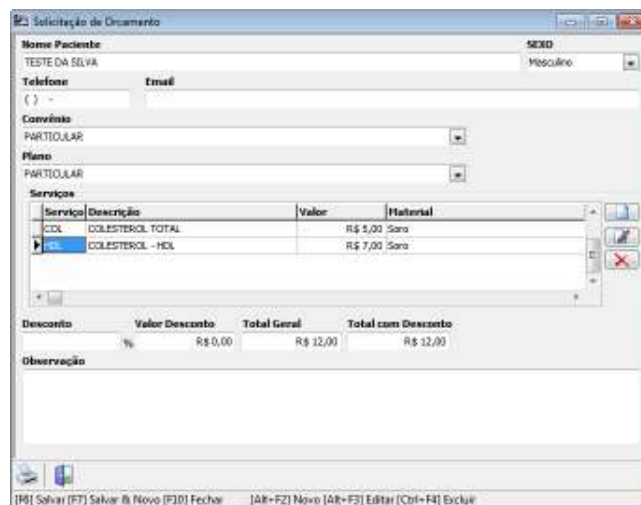 Solicitação de Orcamento
Nome Paciente SEXO
TESTE DA SILVA Masculino
Telefone Email
( ) -
Convênio
PARTICULAR
Plano
PARTICULAR
Serviços
Serviço Descrição Valor Material
COL COLESTEROL TOTAL R$ 5,00 Soro
HDL COLESTEROL - HDL R$ 7,00 Soro
Desconto Valor Desconto Total Geral Total com Desconto
% R$ 0,00 R$ 12,00 R$ 12,00
Observação
[F6] Salvar [F7] Salvar & Novo [F10] Fechar [Alt+F2] Novo [Alt+F3] Editar [Ctrl+F4] Excluir